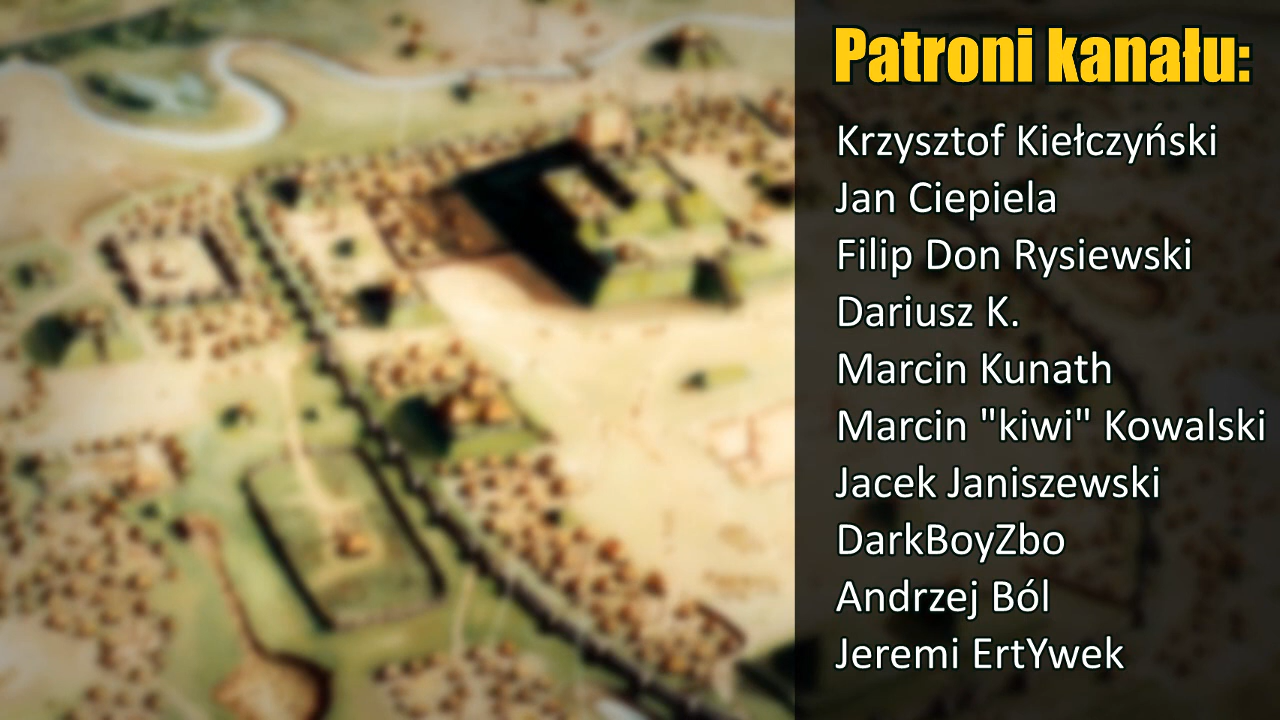 Patroni kanału:
Krzysztof Kiełczyński
Jan Ciepiela
Filip Don Rysiewski
Dariusz K.
Marcin Kunath
Marcin "kiwi" Kowalski
Jacek Janiszewski
DarkBoyZbo
Andrzej Ból
Jeremi ErtYwek